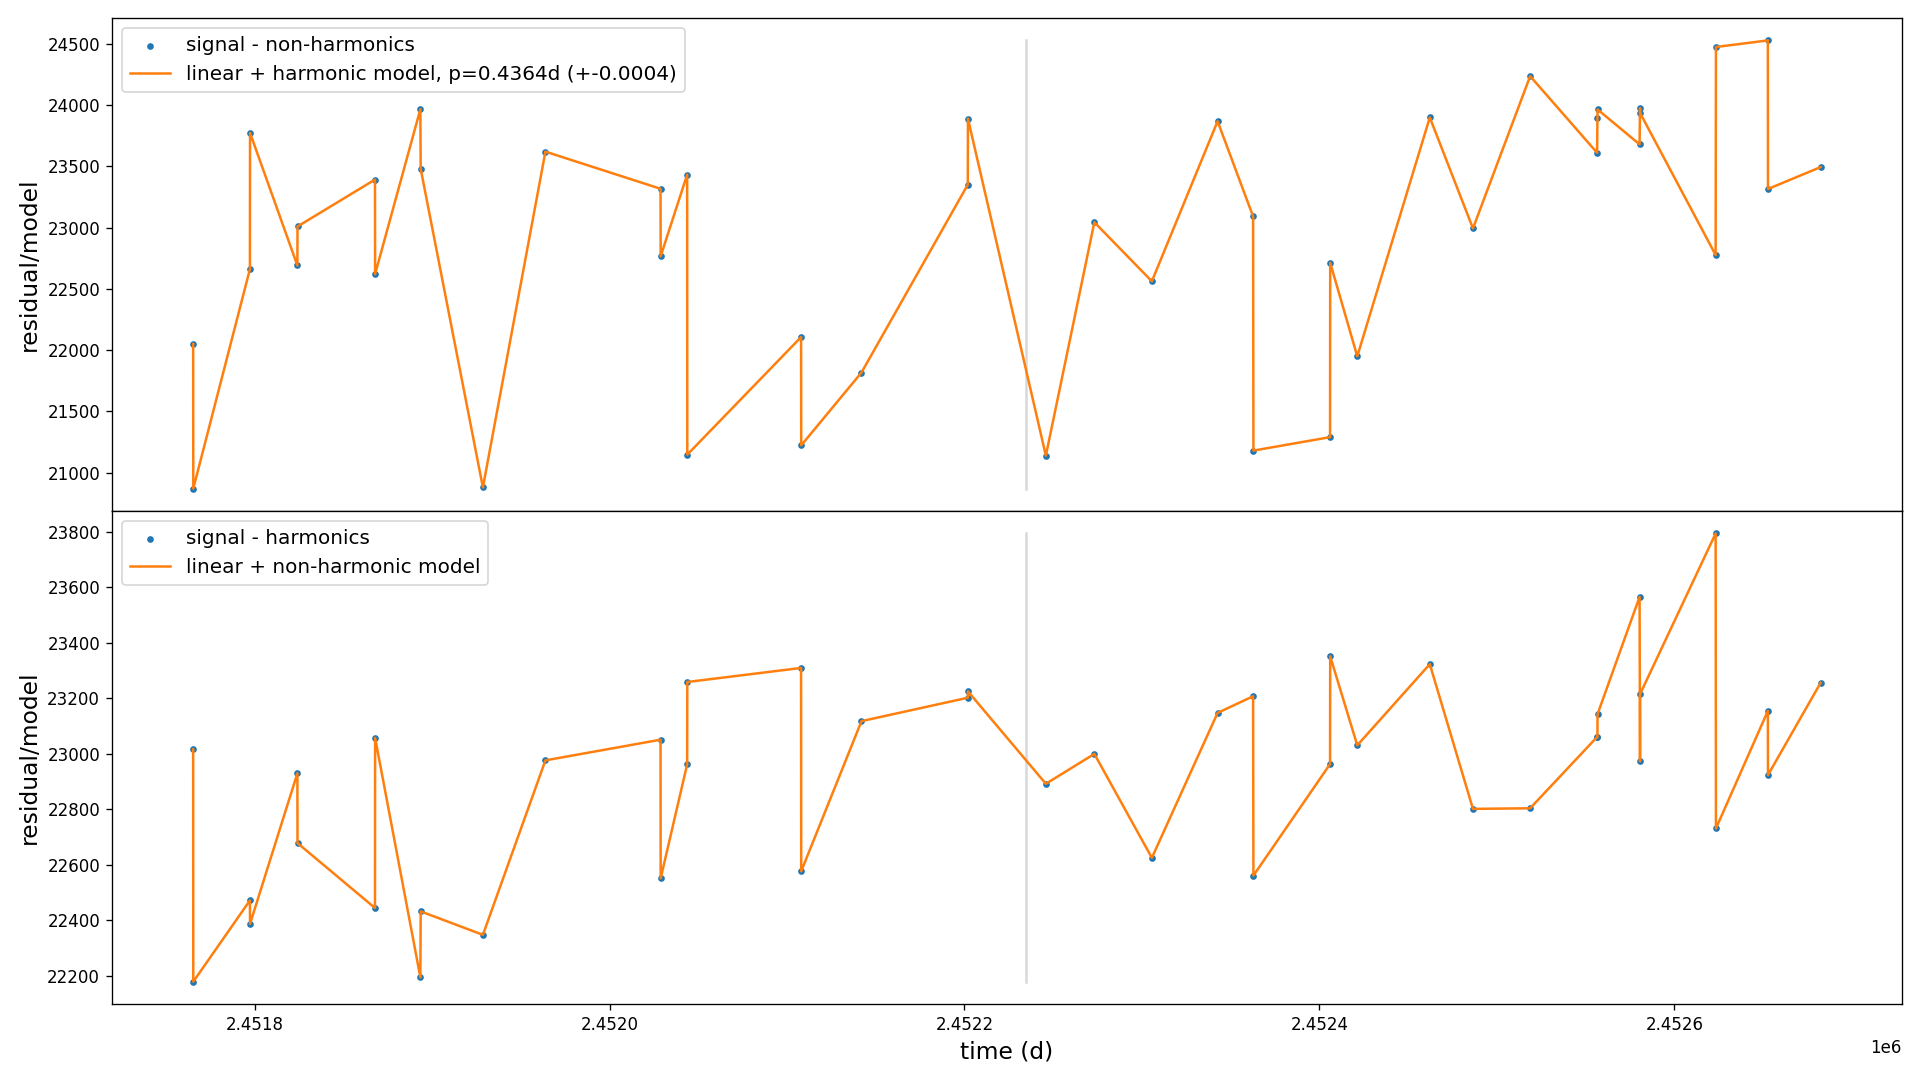 signal - non-harmonics
linear + harmonic model, p=0.4364d (+-0.0004)
24500
24000
23500
23000
22500
22000
21500
21000
residual/model
signal - harmonics
linear + non-harmonic model
23800
23600
23400
23200
23000
22800
22600
22400
22200
residual/model
2.4518
2.4520
2.4522
2.4524
2.4526
time (d)
1e6